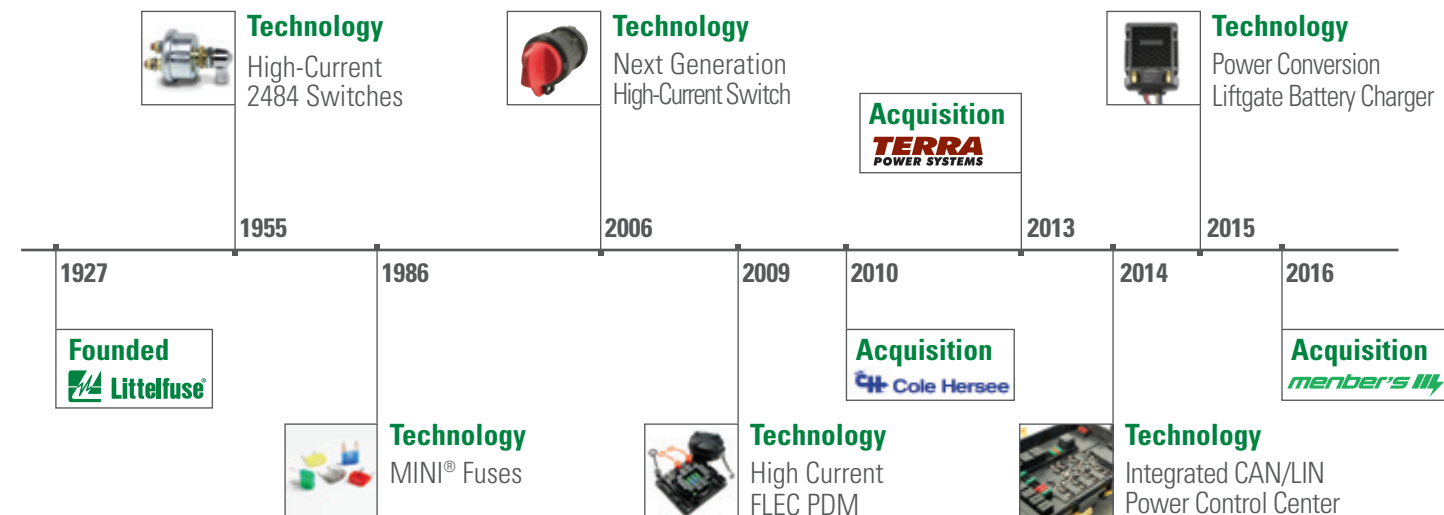 Technology
High-Current
2484 Switches
Technology
Next Generation
High-Current Switch
Acquisition
TERRA
POWER SYSTEMS
Technology
Power Conversion
Liftgate Battery Charger
1955
2006
2013
2015
1927
1986
2009
2010
2014
2016
Founded
Littelfuse®
Acquisition
CH Cole Hersee
Acquisition
menber's
Technology
MINI® Fuses
Technology
High Current
FLEC PDM
Technology
Integrated CAN/LIN
Power Control Center